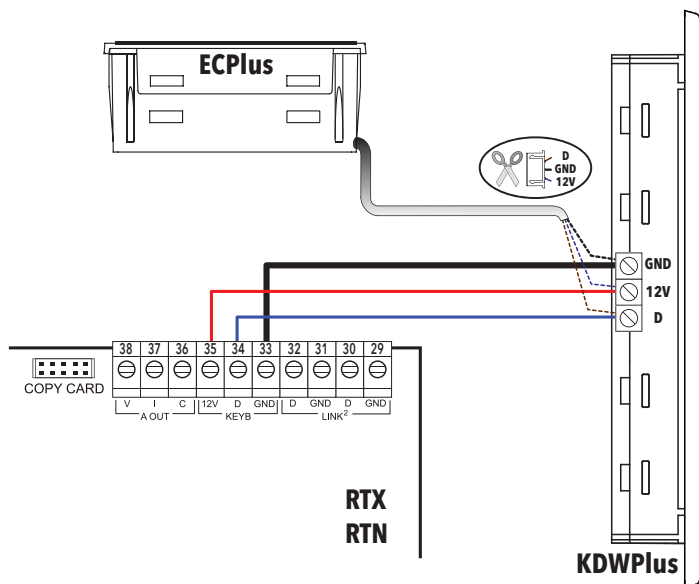 ECPlus
D
GND
12V
GND
12V
D
38 37 36 35 34 33 32 31 30 29
COPY CARD
V I C 12V D GND D GND D GND
A OUT KEYB LINK²
RTX
RTN
KDWPlus